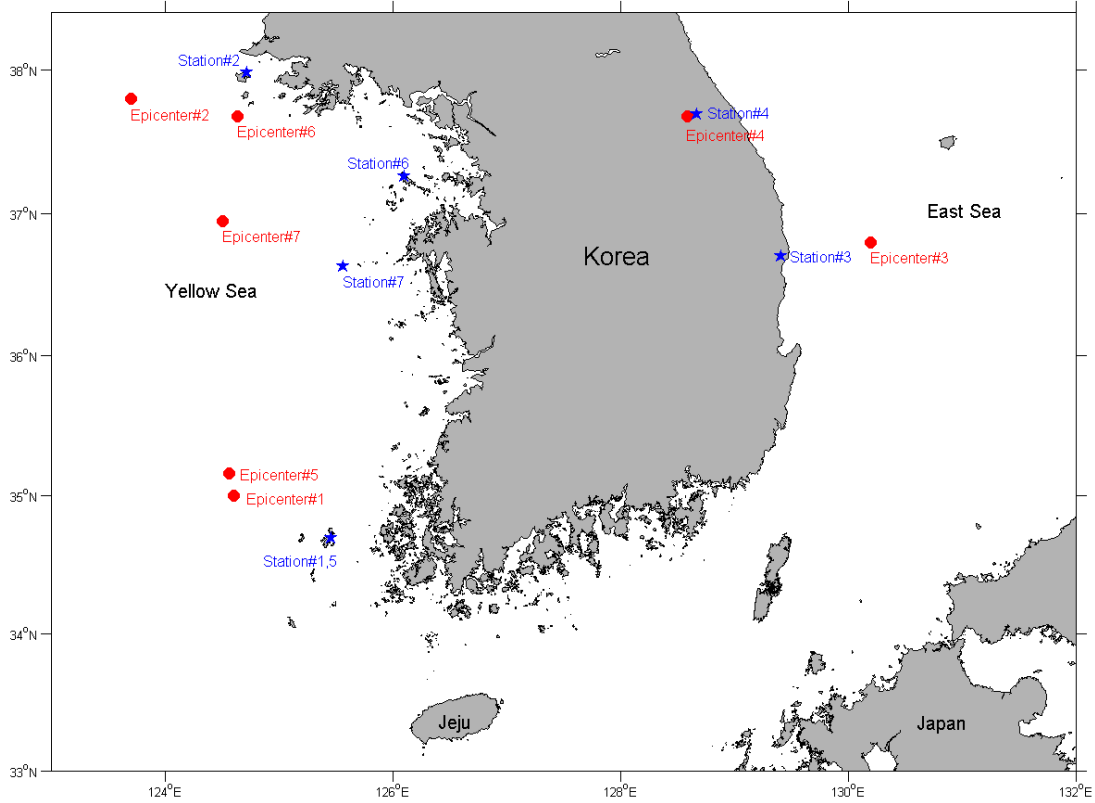 Station#2
38°N
Epicenter#2
Epicenter#6
Station#4
Epicenter#4
Station#6
37°N
East Sea
Epicenter#7
Korea
Station#3
Epicenter#3
Station#7
Yellow Sea
36°N
Epicenter#5
35°N
Epicenter#1
Station#1,5
34°N
Jeju
Japan
33°N
124°E
126°E
128°E
130°E
132°E